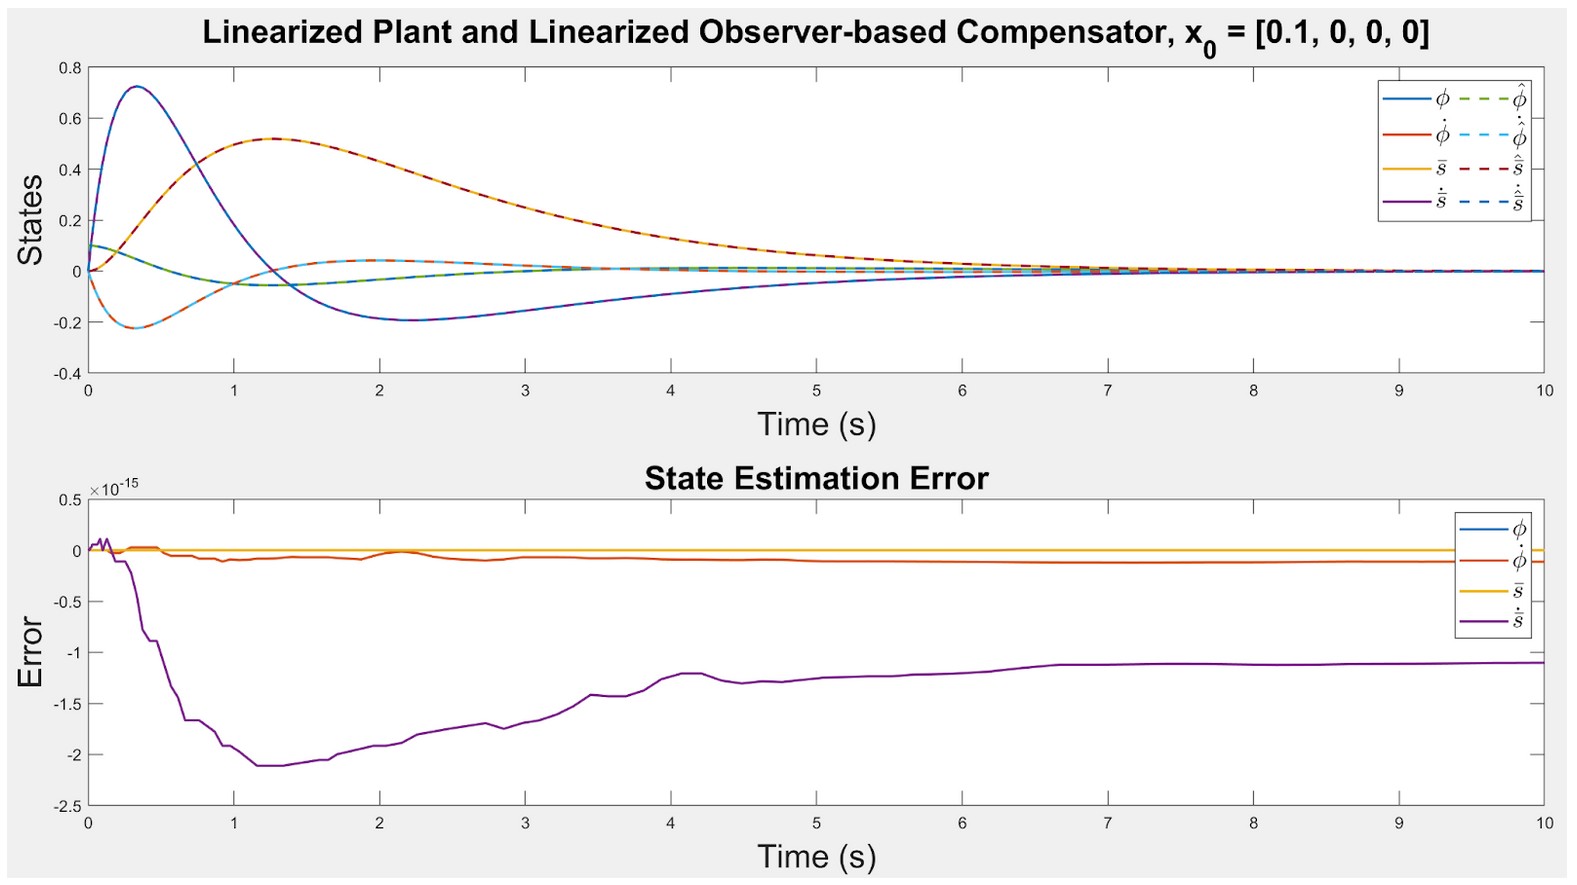 Linearized Plant and Linearized Observer-based Compensator, x₀ = [0.1, 0, 0, 0]
0.8
0.6
0.4
0.2
0
-0.2
-0.4
States
ϕ ϕ̂
ϕ̇ ϕ̂̇
s̄ s̄̂
s̄̇ s̄̂̇
0 1 2 3 4 5 6 7 8 9 10
Time (s)
State Estimation Error
×10⁻¹⁵
0.5
0
-0.5
-1
-1.5
-2
-2.5
Error
ϕ
ϕ̇
s̄
s̄̇
0 1 2 3 4 5 6 7 8 9 10
Time (s)